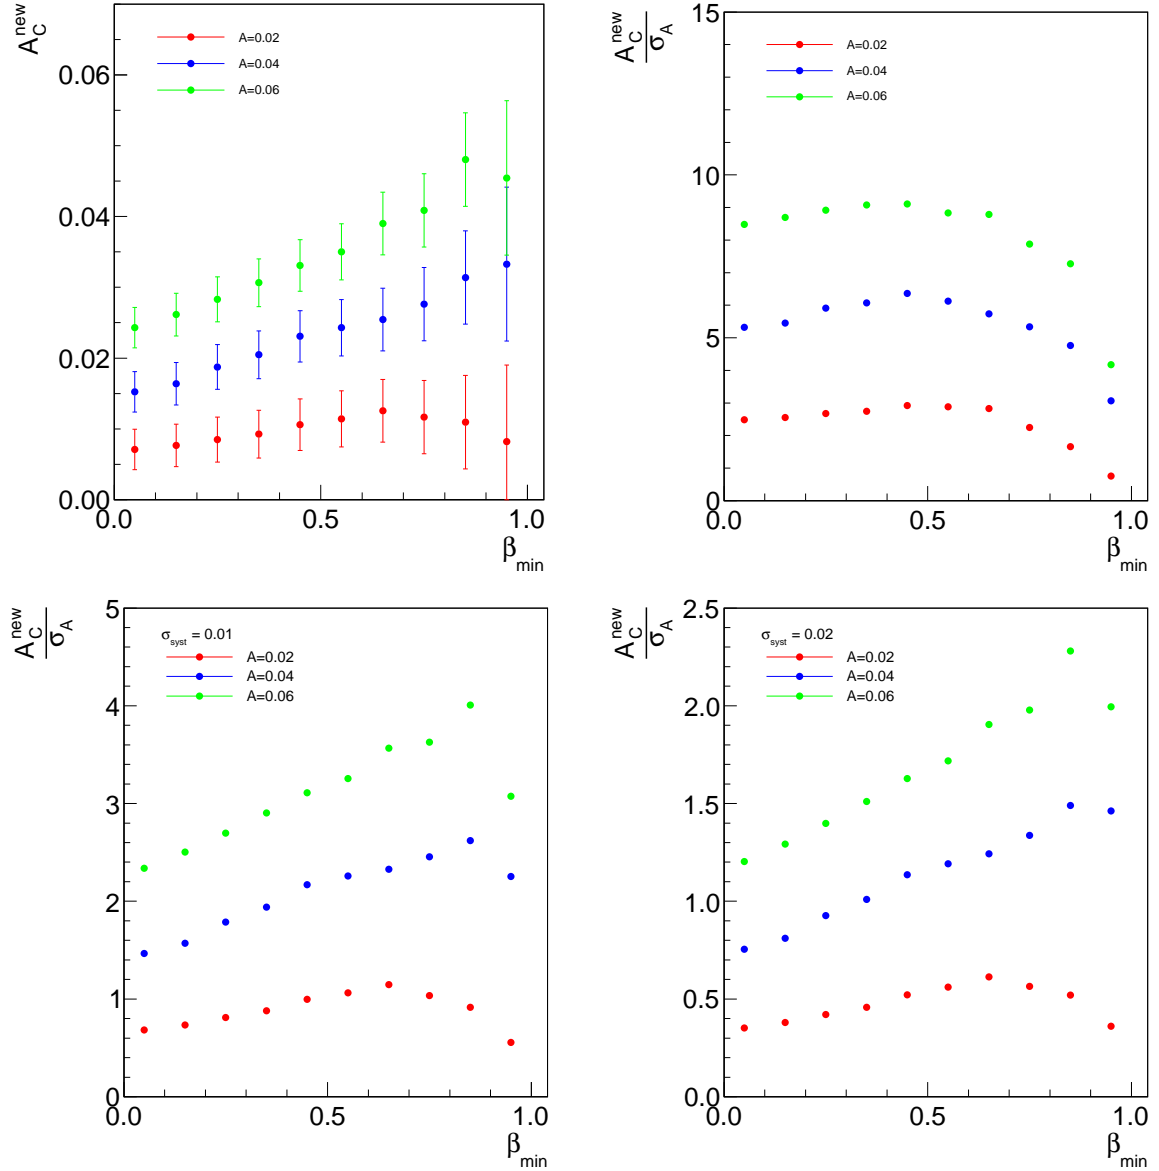 A_C^new
A=0.02
A=0.04
A=0.06
0.06
0.04
0.02
0.00
0.0
0.5
1.0
β_min
A_C^new
σ_A
A=0.02
A=0.04
A=0.06
15
10
5
0
0.0
0.5
1.0
β_min
A_C^new
σ_A
σ_syst = 0.01
A=0.02
A=0.04
A=0.06
5
4
3
2
1
0
0.0
0.5
1.0
β_min
A_C^new
σ_A
σ_syst = 0.02
A=0.02
A=0.04
A=0.06
2.5
2.0
1.5
1.0
0.5
0.0
0.0
0.5
1.0
β_min